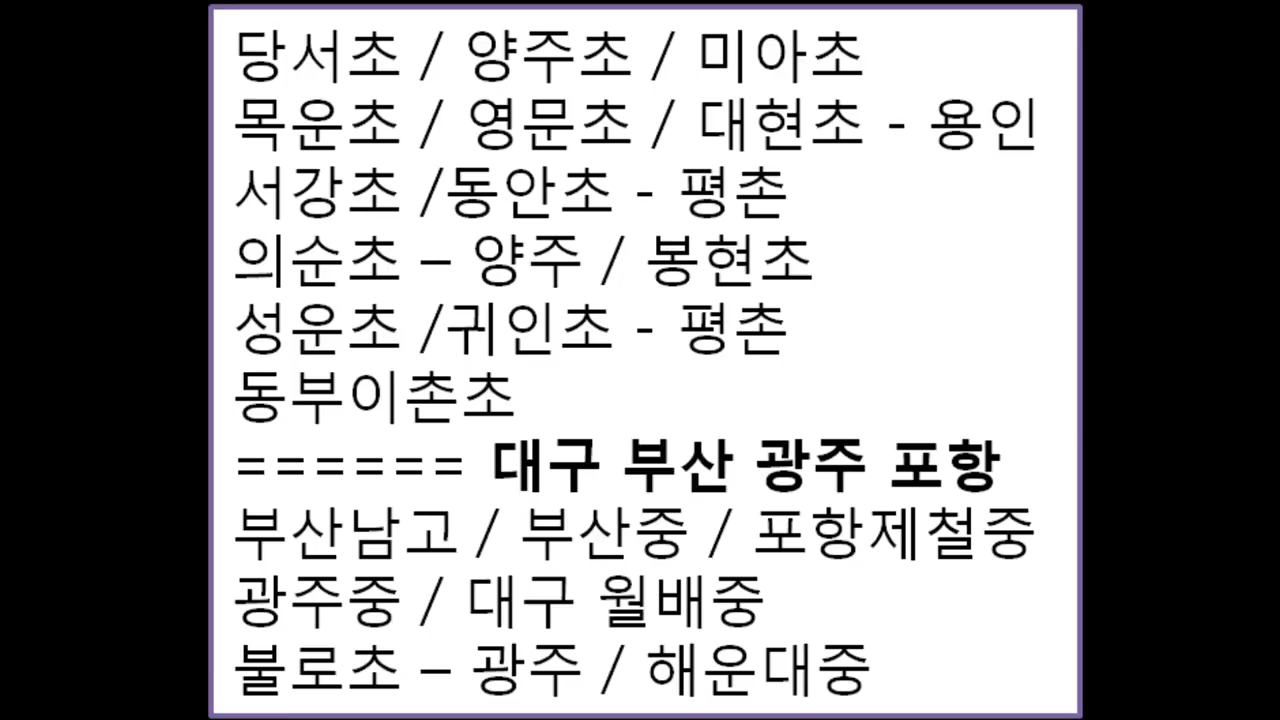 당서초 / 양주초 / 미아초
목운초 / 영문초 / 대현초 - 용인
서강초 /동안초 - 평촌
의순초 – 양주 / 봉현초
성운초 /귀인초 - 평촌
동부이촌초
====== 대구 부산 광주 포항
부산남고 / 부산중 / 포항제철중
광주중 / 대구 월배중
불로초 – 광주 / 해운대중